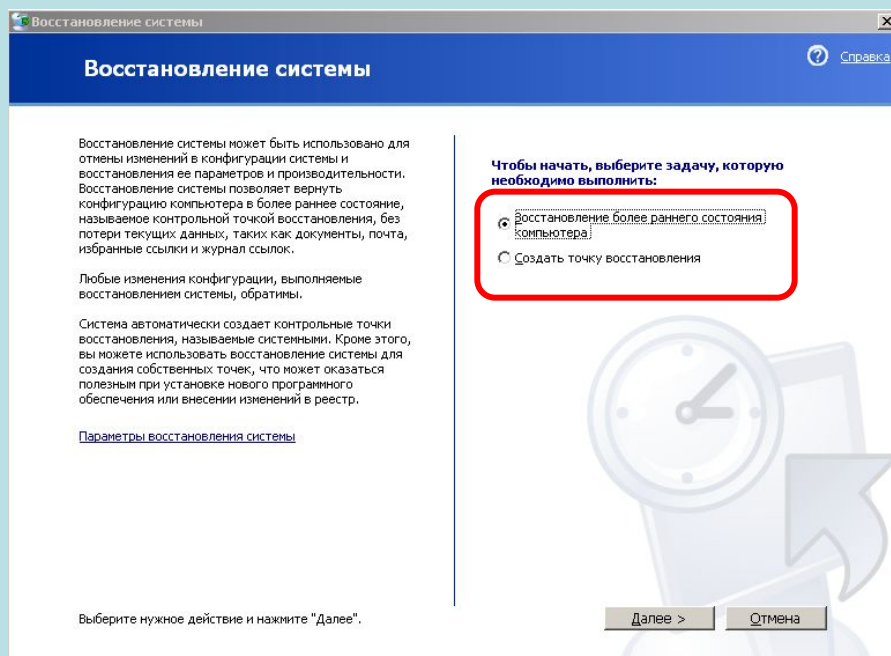 Восстановление системы
Восстановление системы
Справка
Восстановление системы может быть использовано для
отмены изменений в конфигурации системы и
восстановления ее параметров и производительности.
Восстановление системы позволяет вернуть
конфигурацию компьютера в более раннее состояние,
называемое контрольной точкой восстановления, без
потери текущих данных, таких как документы, почта,
избранные ссылки и журнал ссылок.
Любые изменения конфигурации, выполняемые
восстановлением системы, обратимы.
Система автоматически создает контрольные точки
восстановления, называемые системными. Кроме этого,
вы можете использовать восстановление системы для
создания собственных точек, что может оказаться
полезным при установке нового программного
обеспечения или внесении изменений в реестр.
Параметры восстановления системы
Чтобы начать, выберите задачу, которую
необходимо выполнить:
Восстановление более раннего состояния
компьютера
Создать точку восстановления
Выберите нужное действие и нажмите "Далее".
Далее >
Отмена